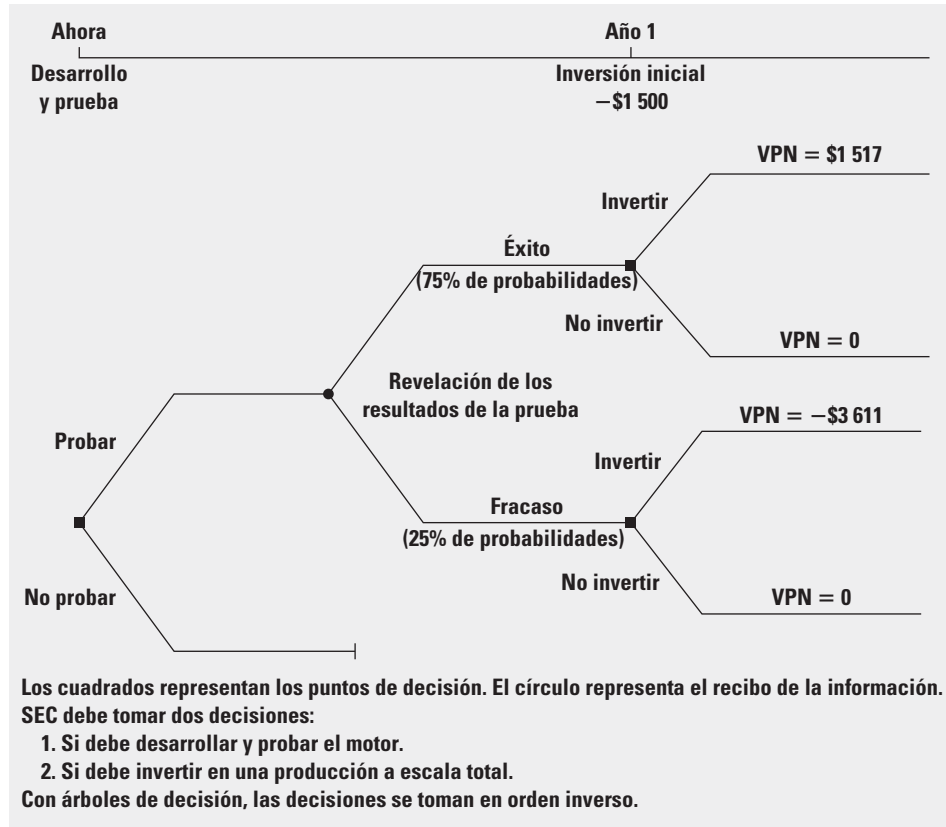 Ahora
Año 1
Desarrollo
y prueba
Inversión inicial
−$1 500
VPN = $1 517
Invertir
Éxito
(75% de probabilidades)
No invertir
VPN = 0
Revelación de los
resultados de la prueba
VPN = −$3 611
Probar
Invertir
Fracaso
(25% de probabilidades)
No invertir
No probar
VPN = 0
Los cuadrados representan los puntos de decisión. El círculo representa el recibo de la información.
SEC debe tomar dos decisiones:
1. Si debe desarrollar y probar el motor.
2. Si debe invertir en una producción a escala total.
Con árboles de decisión, las decisiones se toman en orden inverso.